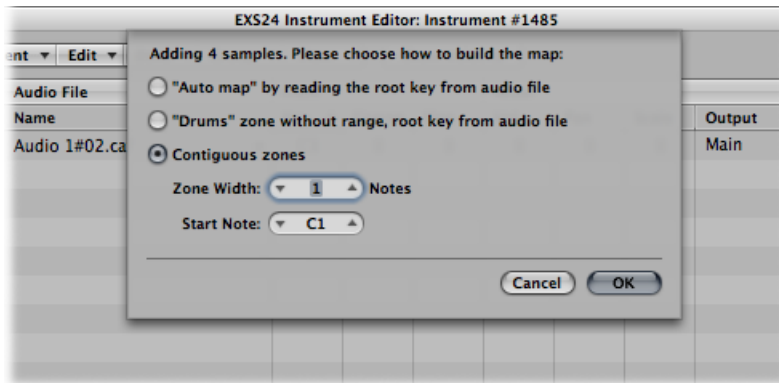 EXS24 Instrument Editor: Instrument #1485
Edit
Adding 4 samples. Please choose how to build the map:
"Auto map" by reading the root key from audio file
"Drums" zone without range, root key from audio file
Contiguous zones
Zone Width: 1 Notes
Start Note: C1
Cancel OK
Audio File
Name Output
Audio 1#02.ca Main